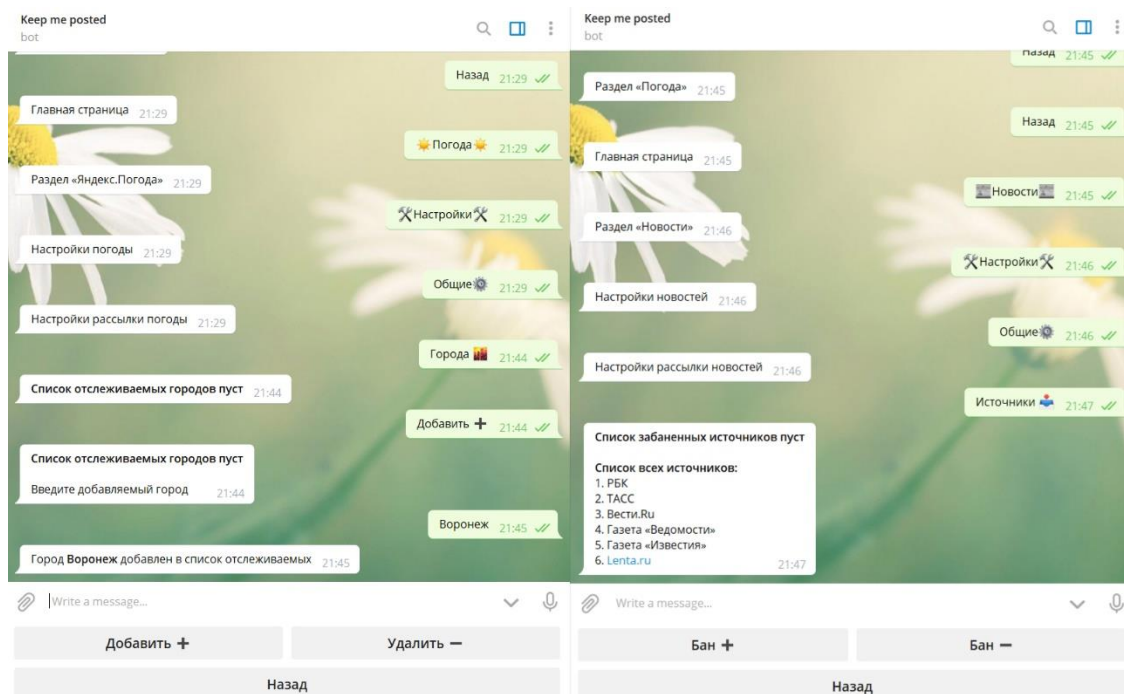 Keep me posted
bot
Назад 21:29
Главная страница 21:29
☀️Погода☀️ 21:29
Раздел «Яндекс.Погода» 21:29
🛠Настройки🛠 21:29
Настройки погоды 21:29
Общие⚙️ 21:29
Настройки рассылки погоды 21:29
Города 🌇 21:44
Список отслеживаемых городов пуст 21:44
Добавить ➕ 21:44
Список отслеживаемых городов пуст
Введите добавляемый город 21:44
Воронеж 21:45
Город Воронеж добавлен в список отслеживаемых 21:45
Write a message...
Добавить ➕ Удалить ➖
Назад
Keep me posted
bot
Назад 21:45
Раздел «Погода» 21:45
Назад 21:45
Главная страница 21:45
📰Новости📰 21:45
Раздел «Новости» 21:46
🛠Настройки🛠 21:46
Настройки новостей 21:46
Общие⚙️ 21:46
Настройки рассылки новостей 21:46
Источники 📤 21:47
Список забаненных источников пуст
Список всех источников:
1. РБК
2. ТАСС
3. Вести.Ru
4. Газета «Ведомости»
5. Газета «Известия»
6. Lenta.ru 21:47
Write a message...
Бан ➕ Бан ➖
Назад